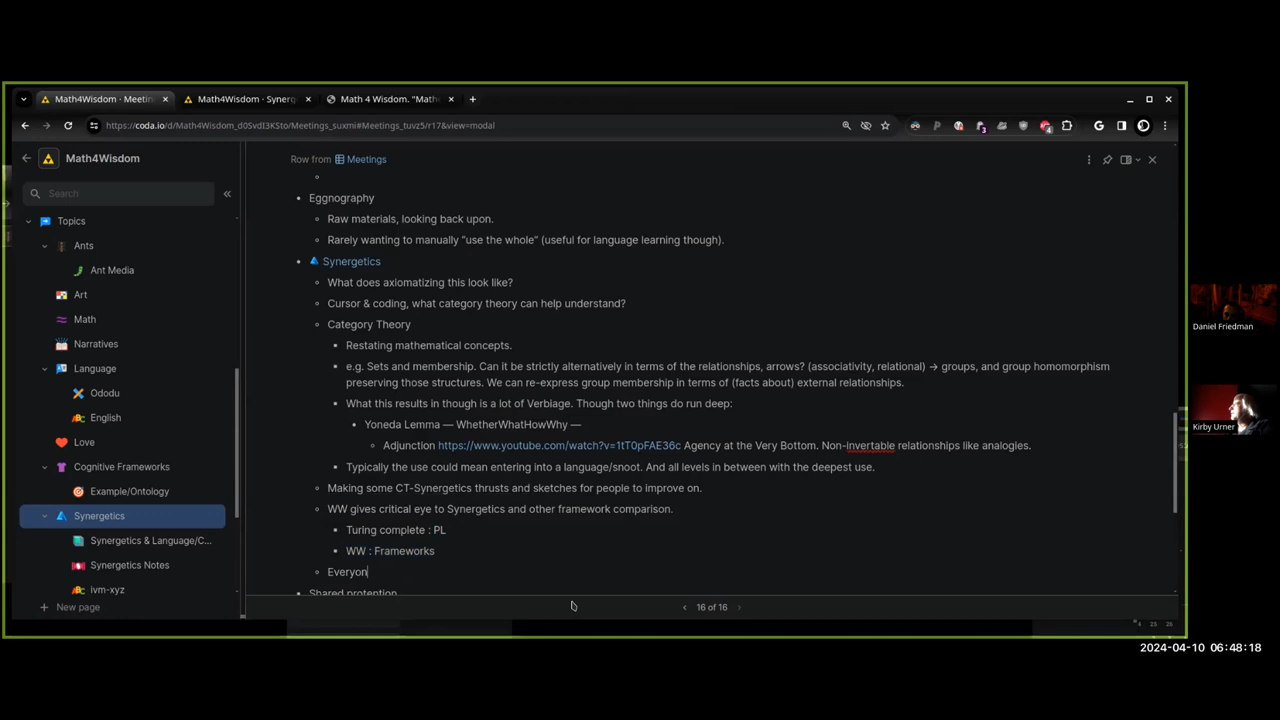 Math4Wisdom · Meetin
Math4Wisdom · Synerg
Math 4 Wisdom. "Math
https://coda.io/d/Math4Wisdom_d0SvdI3KSto/Meetings_suxmi#Meetings_tuvz5/r17&view=modal
Math4Wisdom
Search
Topics
Ants
Ant Media
Art
Math
Narratives
Language
Ododu
English
Love
Cognitive Frameworks
Example/Ontology
Synergetics
Synergetics & Language/C...
Synergetics Notes
ivm-xyz
New page
Row from Meetings
Eggnography
Raw materials, looking back upon.
Rarely wanting to manually “use the whole” (useful for language learning though).
Synergetics
What does axiomatizing this look like?
Cursor & coding, what category theory can help understand?
Category Theory
Restating mathematical concepts.
e.g. Sets and membership. Can it be strictly alternatively in terms of the relationships, arrows? (associativity, relational) → groups, and group homomorphism
preserving those structures. We can re-express group membership in terms of (facts about) external relationships.
What this results in though is a lot of Verbiage. Though two things do run deep:
Yoneda Lemma — WhetherWhatHowWhy —
Adjunction https://www.youtube.com/watch?v=1tT0pFAE36c Agency at the Very Bottom. Non-invertable relationships like analogies.
Typically the use could mean entering into a language/snoot. And all levels in between with the deepest use.
Making some CT-Synergetics thrusts and sketches for people to improve on.
WW gives critical eye to Synergetics and other framework comparison.
Turing complete : PL
WW : Frameworks
Everyon
Shared protention
16 of 16
Daniel Friedman
Kirby Urner
2024-04-10 06:48:18